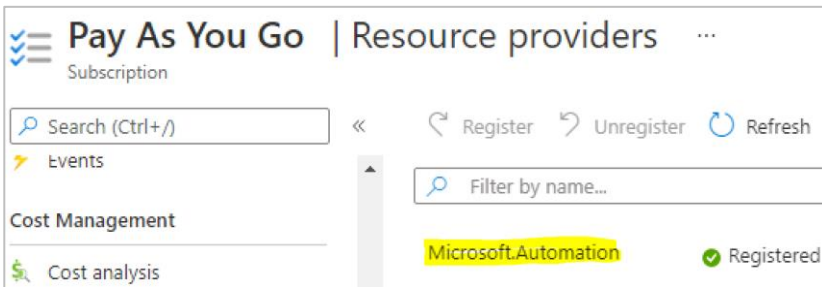 Pay As You Go | Resource providers ...
Subscription
Search (Ctrl+/)
«
Register
Unregister
Refresh
Events
Filter by name...
Cost Management
Microsoft.Automation
Registered
Cost analysis